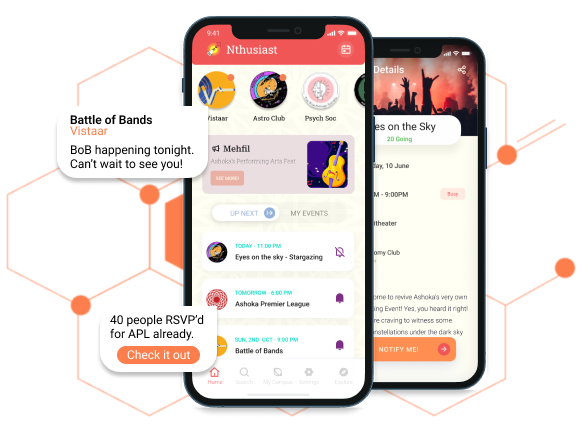 9:41
Nthusiast
Vistaar
Astro Club
Psych Soc
Mehfil
Ashoka's Performing Arts Fest
SEE MORE!
UP NEXT
MY EVENTS
TODAY - 11:00 PM
Eyes on the sky - Stargazing
TOMORROW - 6:00 PM
Ashoka Premier League
SUN, 2ND OCT - 9:00 PM
Battle of Bands
Home
Search
Settings
Explore
Battle of Bands
Vistaar
BoB happening tonight.
Can't wait to see you!
40 people RSVP'd
for APL already.
Check it out
Details
es on the Sky
20 Going
day, 10 June
M - 9:00PM
itheater
omy Club
ome to revive Ashoka's very own
ing Event! Yes, you heard it right!
re craving to witness some
nstellations under the dark sky
NOTIFY ME!